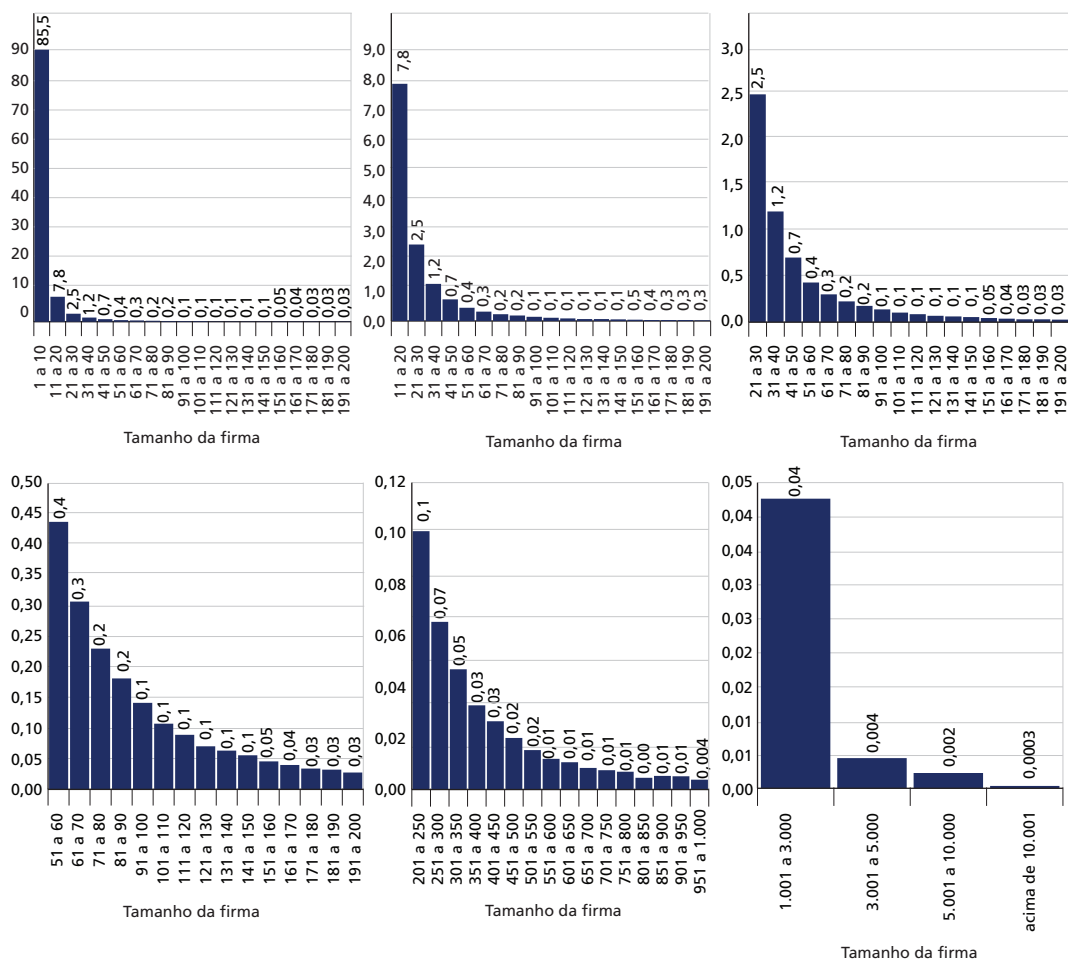 90
80
70
60
50
40
30
20
10
0
85,5
7,8
2,5
1,2
0,7
0,4
0,3
0,2
0,2
0,1
0,1
0,1
0,1
0,1
0,1
0,05
0,04
0,03
0,03
0,03
1 a 10
11 a 20
21 a 30
31 a 40
41 a 50
51 a 60
61 a 70
71 a 80
81 a 90
91 a 100
101 a 110
111 a 120
121 a 130
131 a 140
141 a 150
151 a 160
161 a 170
171 a 180
181 a 190
191 a 200
Tamanho da firma
9,0
8,0
7,0
6,0
5,0
4,0
3,0
2,0
1,0
0,0
7,8
2,5
1,2
0,7
0,4
0,3
0,2
0,2
0,1
0,1
0,1
0,1
0,1
0,1
0,5
0,4
0,3
0,3
0,3
11 a 20
21 a 30
31 a 40
41 a 50
51 a 60
61 a 70
71 a 80
81 a 90
91 a 100
101 a 110
111 a 120
121 a 130
131 a 140
141 a 150
151 a 160
161 a 170
171 a 180
181 a 190
191 a 200
Tamanho da firma
3,0
2,5
2,0
1,5
1,0
0,5
0,0
2,5
1,2
0,7
0,4
0,3
0,2
0,2
0,1
0,1
0,1
0,1
0,1
0,1
0,05
0,04
0,03
0,03
0,03
21 a 30
31 a 40
41 a 50
51 a 60
61 a 70
71 a 80
81 a 90
91 a 100
101 a 110
111 a 120
121 a 130
131 a 140
141 a 150
151 a 160
161 a 170
171 a 180
181 a 190
191 a 200
Tamanho da firma
0,50
0,45
0,40
0,35
0,30
0,25
0,20
0,15
0,10
0,05
0,00
0,4
0,3
0,2
0,2
0,1
0,1
0,1
0,1
0,1
0,1
0,05
0,04
0,03
0,03
0,03
51 a 60
61 a 70
71 a 80
81 a 90
91 a 100
101 a 110
111 a 120
121 a 130
131 a 140
141 a 150
151 a 160
161 a 170
171 a 180
181 a 190
191 a 200
Tamanho da firma
0,12
0,10
0,08
0,06
0,04
0,02
0,00
0,1
0,07
0,05
0,03
0,03
0,02
0,02
0,01
0,01
0,01
0,01
0,01
0,00
0,01
0,01
0,004
201 a 250
251 a 300
301 a 350
351 a 400
401 a 450
451 a 500
501 a 550
551 a 600
601 a 650
651 a 700
701 a 750
751 a 800
801 a 850
851 a 900
901 a 950
951 a 1.000
Tamanho da firma
0,05
0,04
0,04
0,03
0,03
0,02
0,02
0,01
0,01
0,00
0,04
0,004
0,002
0,0003
1.001 a 3.000
3.001 a 5.000
5.001 a 10.000
acima de 10.001
Tamanho da firma